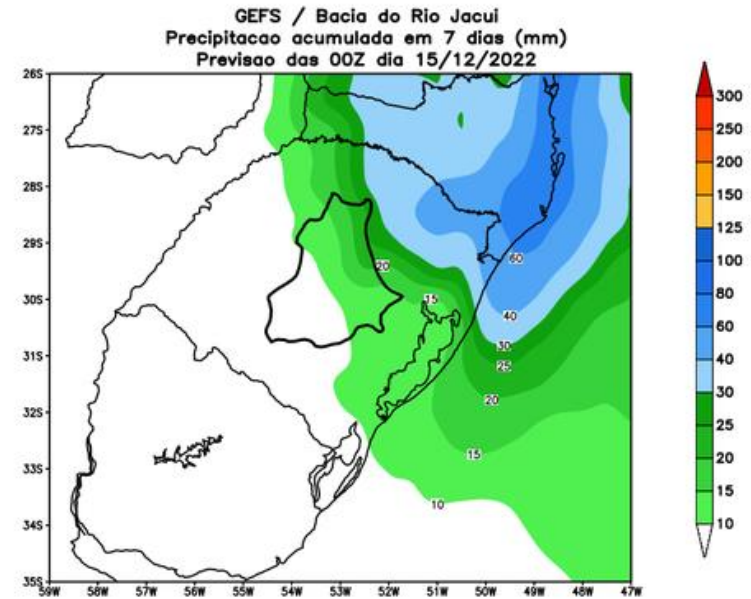 GEFS / Bacia do Rio Jacui
Precipitacao acumulada em 7 dias (mm)
Previsao das 00Z dia 15/12/2022
26S
27S
28S
29S
30S
31S
32S
33S
34S
35S
59W 58W 57W 56W 55W 54W 53W 52W 51W 50W 49W 48W 47W
20
15
60
40
30
25
20
15
10
300
250
200
150
125
100
80
60
40
30
25
20
15
10